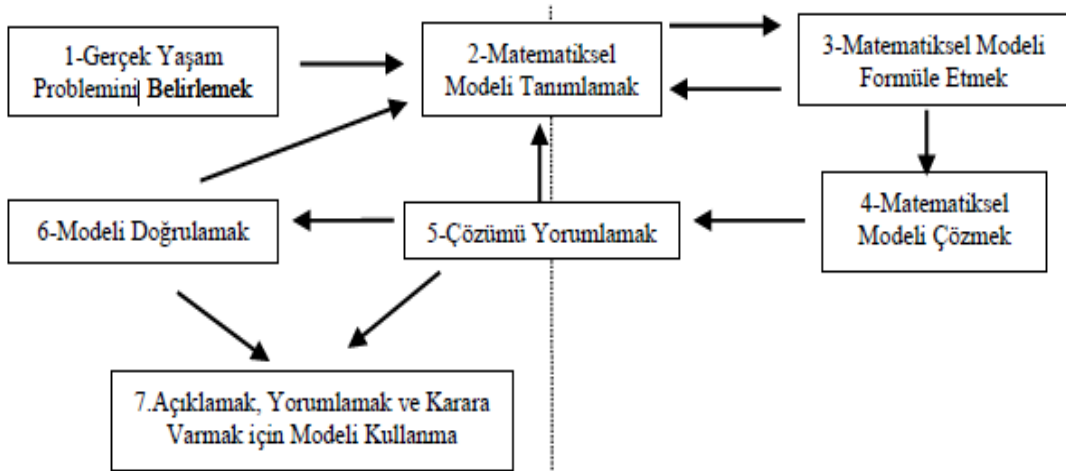 1-Gerçek Yaşam
Problemini Belirlemek
2-Matematiksel
Modeli Tanımlamak
3-Matematiksel Modeli
Formüle Etmek
4-Matematiksel
Modeli Çözmek
5-Çözümü Yorumlamak
6-Modeli Doğrulamak
7.Açıklamak, Yorumlamak ve Karara
Varmak için Modeli Kullanma